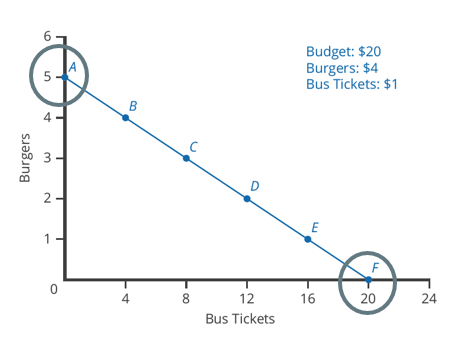 6
Budget: $20
Burgers: $4
Bus Tickets: $1
A
5
B
4
C
3
D
2
E
1
F
0
4
8
12
16
20
24
Burgers
Bus Tickets